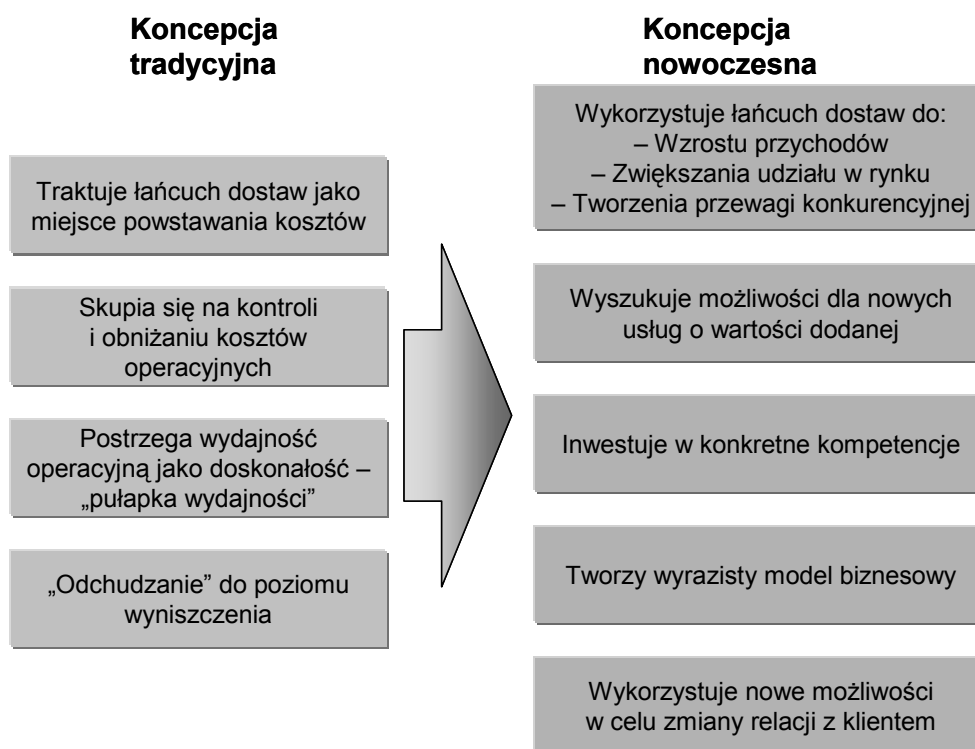 Koncepcja
tradycyjna
Traktuje łańcuch dostaw jako
miejsce powstawania kosztów
Skupia się na kontroli
i obniżaniu kosztów
operacyjnych
Postrzega wydajność
operacyjną jako doskonałość –
„pułapka wydajności”
„Odchudzanie” do poziomu
wyniszczenia
Koncepcja
nowoczesna
Wykorzystuje łańcuch dostaw do:
– Wzrostu przychodów
– Zwiększania udziału w rynku
– Tworzenia przewagi konkurencyjnej
Wyszukuje możliwości dla nowych
usług o wartości dodanej
Inwestuje w konkretne kompetencje
Tworzy wyrazisty model biznesowy
Wykorzystuje nowe możliwości
w celu zmiany relacji z klientem